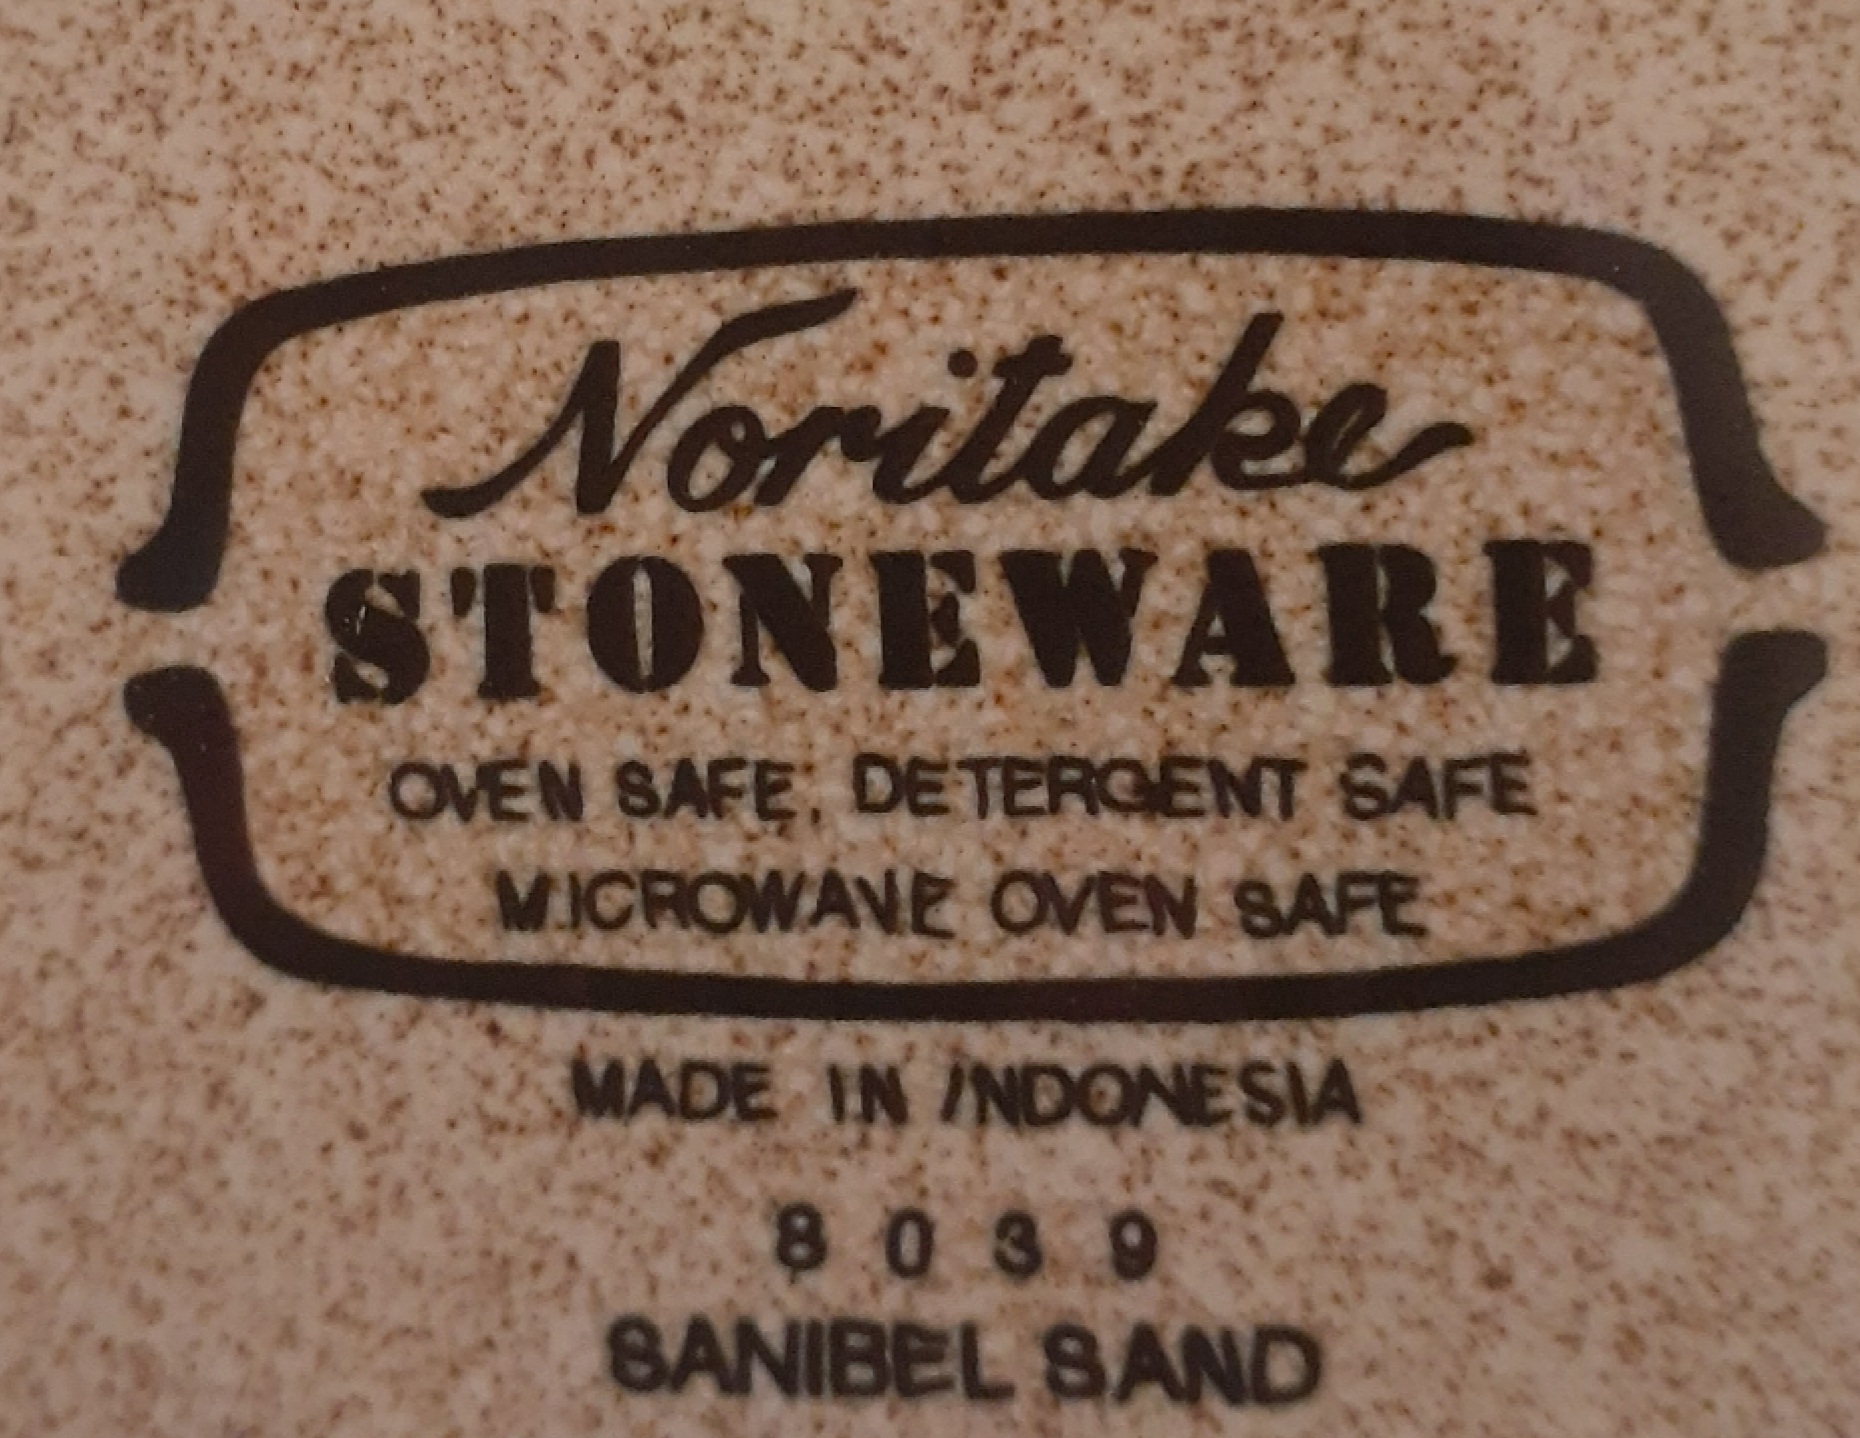 Noritake
STONEWARE
OVEN SAFE, DETERGENT SAFE
MICROWAVE OVEN SAFE
MADE IN INDONESIA
8039
SANIBEL SAND